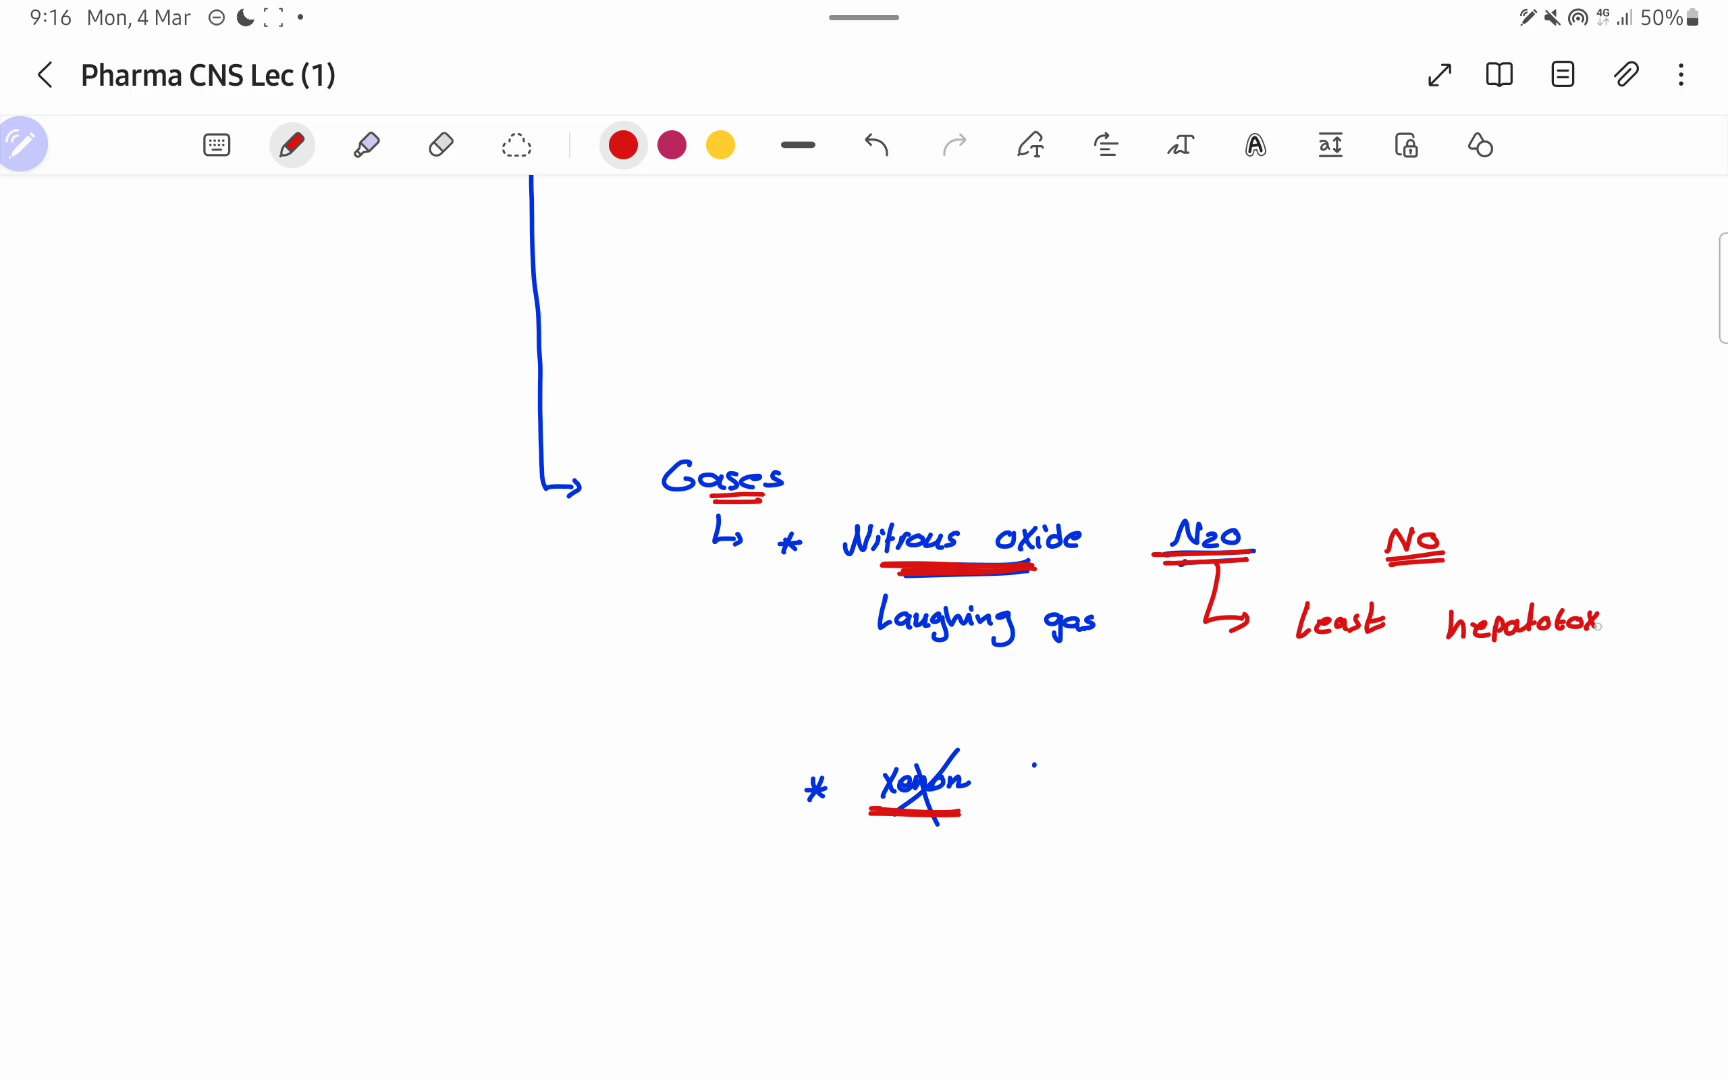 9:16 Mon, 4 Mar
4G 50%
Pharma CNS Lec (1)
Gases
* Nitrous oxide N2O NO
Laughing gas Least hepatotox
* Xenon